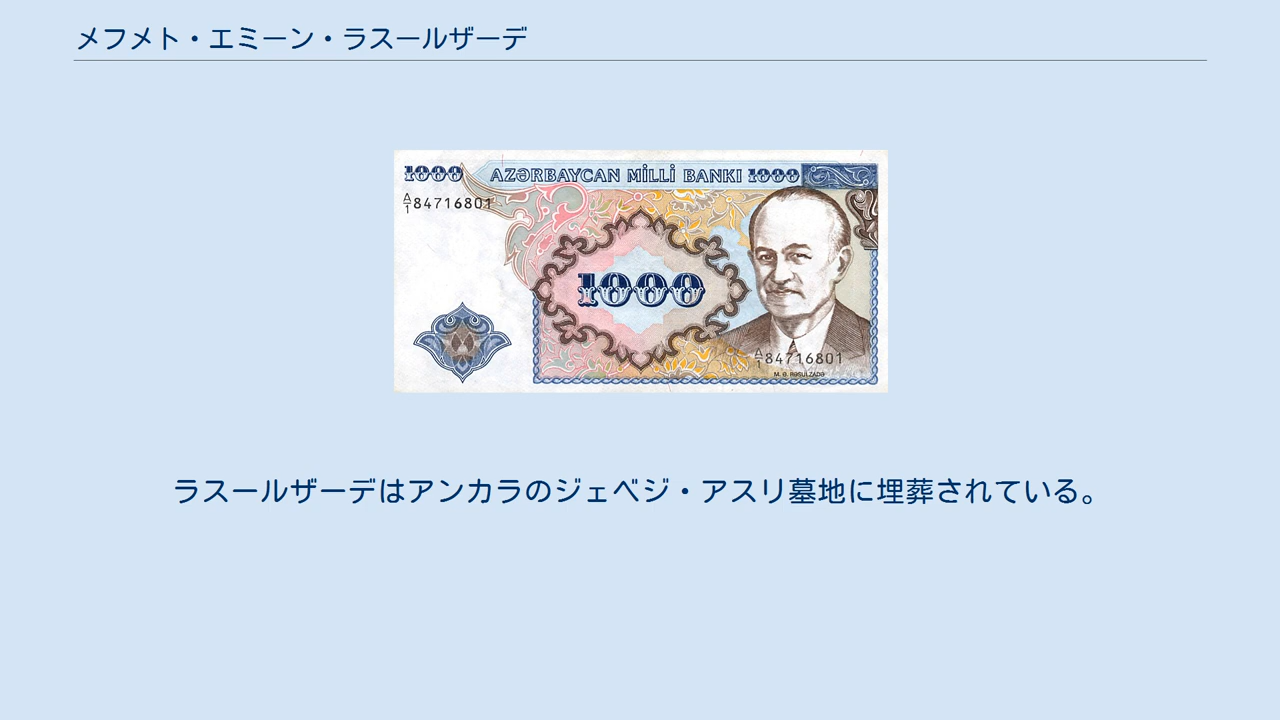 メフメト・エミーン・ラスールザーデ
1000 AZƏRBAYCAN MİLLİ BANKI 1000
A/1 84716801
1000
A/1 84716801
M. Ə. RƏSULZADƏ
ラスールザーデはアンカラのジェベジ・アスリ墓地に埋葬されている。